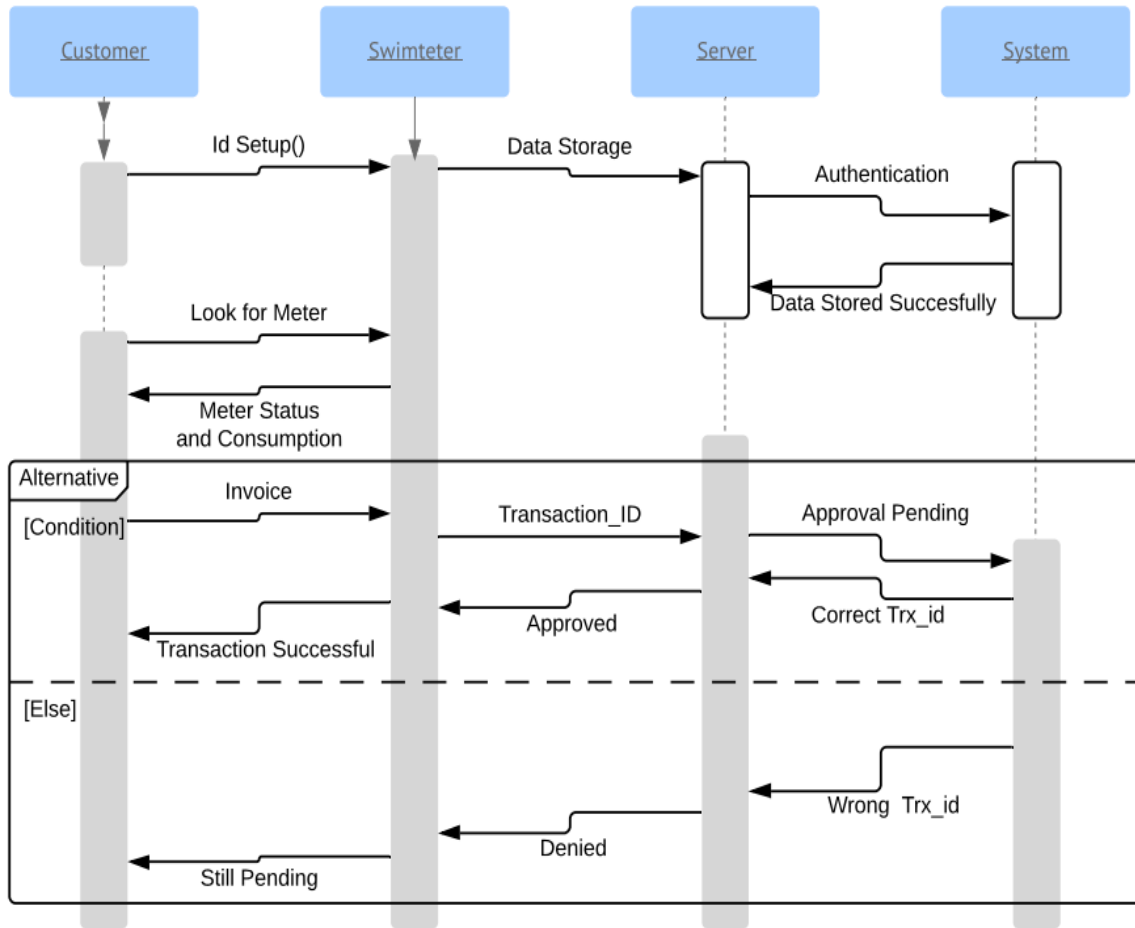 Customer
Swimteter
Server
System
Id Setup()
Data Storage
Authentication
Data Stored Succesfully
Look for Meter
Meter Status
and Consumption
Alternative
Invoice
[Condition]
Transaction_ID
Approval Pending
Correct Trx_id
Approved
Transaction Successful
[Else]
Wrong Trx_id
Denied
Still Pending